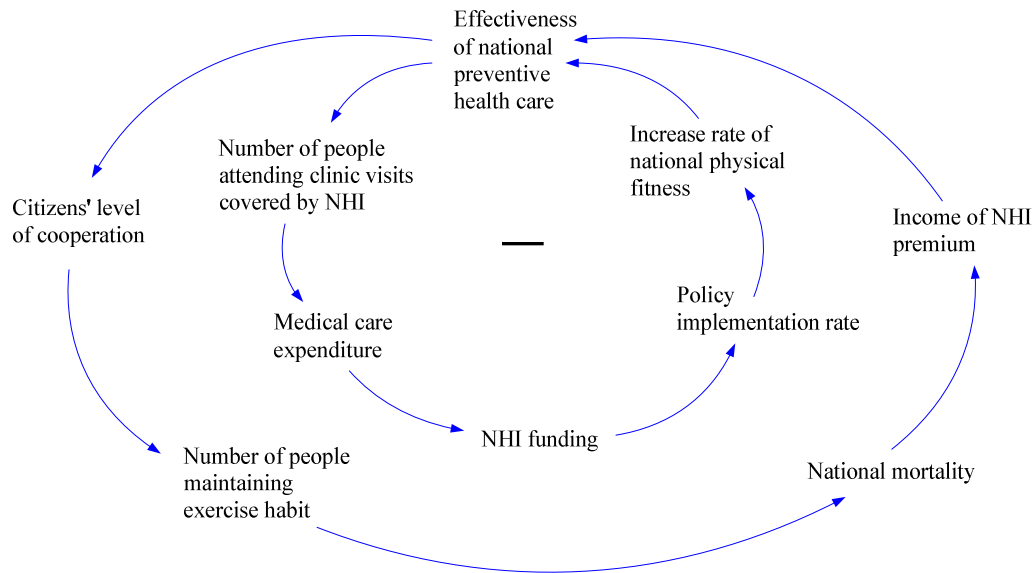 Effectiveness
of national
preventive
health care
Number of people
attending clinic visits
covered by NHI
Increase rate of
national physical
fitness
Citizens' level
of cooperation
Income of NHI
premium
Medical care
expenditure
Policy
implementation rate
NHI funding
Number of people
maintaining
exercise habit
National mortality